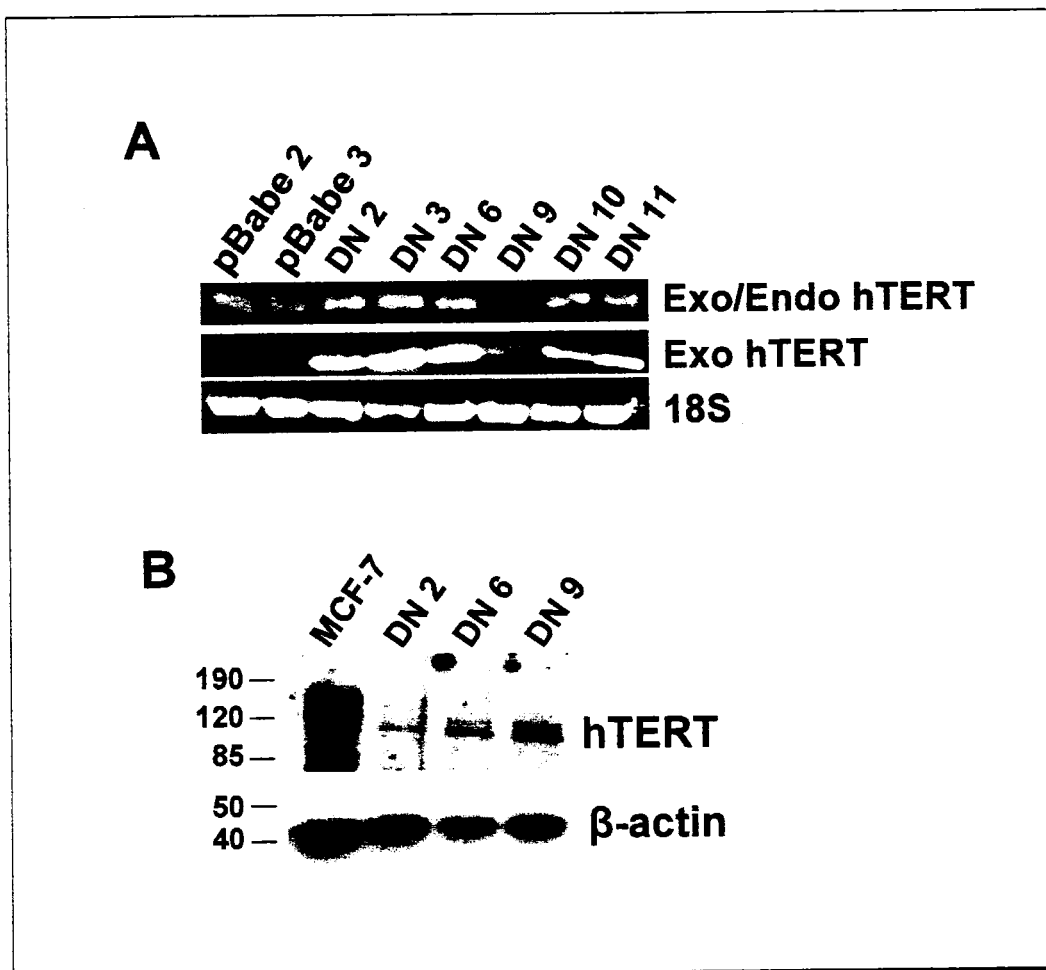 A
pBabe 2
pBabe 3
DN 2
DN 3
DN 6
DN 9
DN 10
DN 11
Exo/Endo hTERT
Exo hTERT
18S
B
MCF-7
DN 2
DN 6
DN 9
190
120
85
hTERT
50
40
β-actin